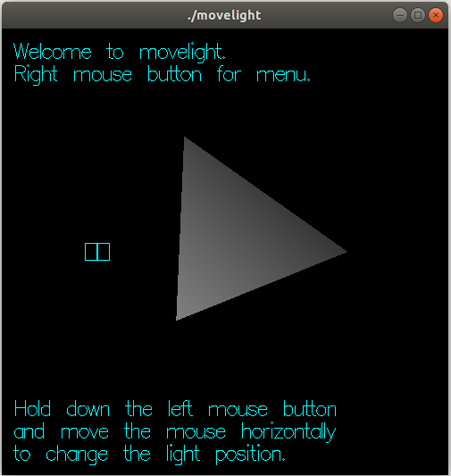 ./movelight
Welcome to movelight.
Right mouse button for menu.
Hold down the left mouse button
and move the mouse horizontally
to change the light position.